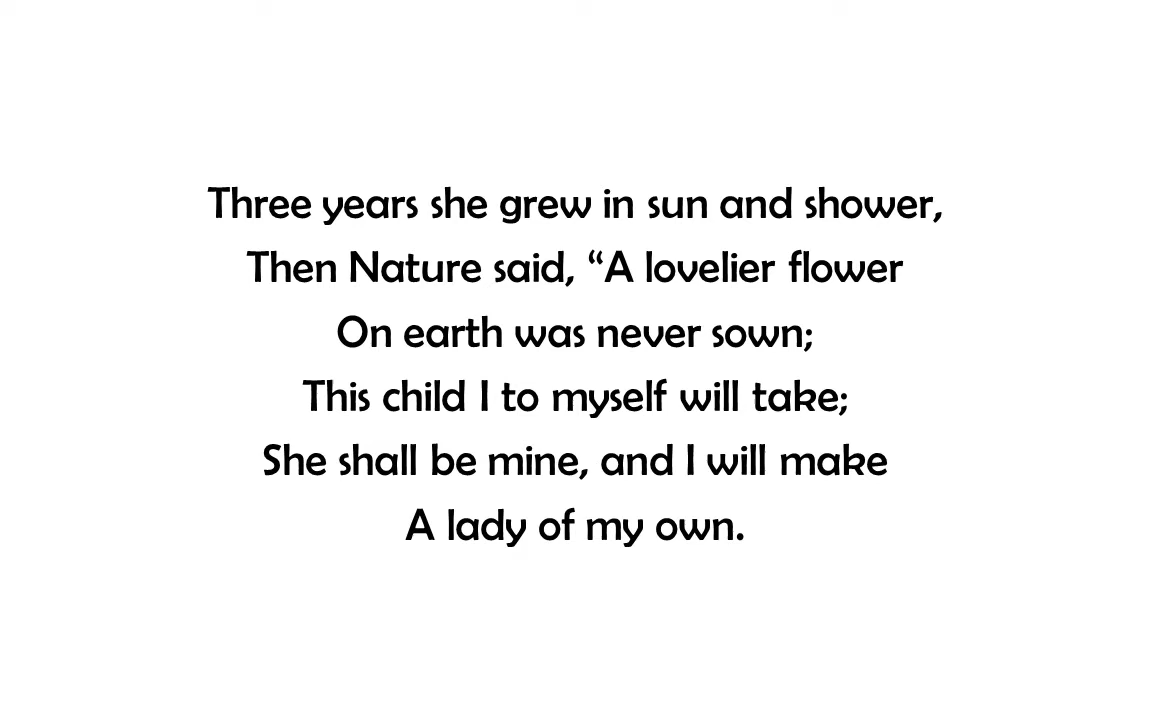 Three years she grew in sun and shower,
Then Nature said, “A lovelier flower
On earth was never sown;
This child I to myself will take;
She shall be mine, and I will make
A lady of my own.